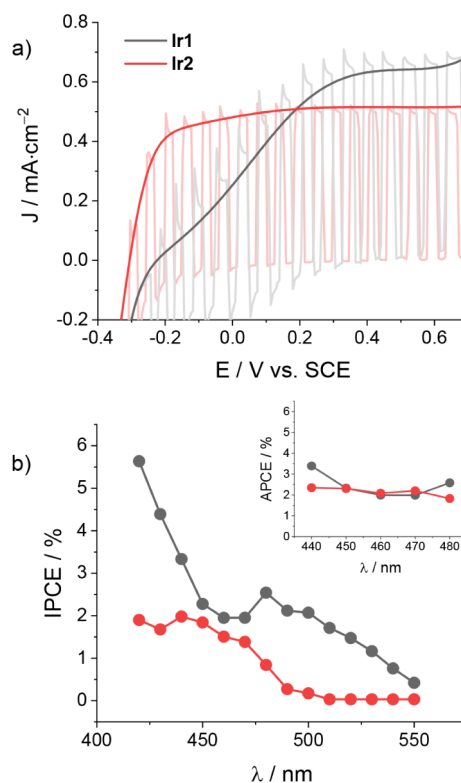 a)
Ir1
Ir2
0.8
0.6
0.4
0.2
0.0
-0.2
J / mA·cm⁻²
-0.4 -0.2 0.0 0.2 0.4 0.6
E / V vs. SCE
b)
6
5
4
3
2
1
0
IPCE / %
400 450 500 550
λ / nm
6
5
4
3
2
1
0
APCE / %
440 450 460 470 480
λ / nm